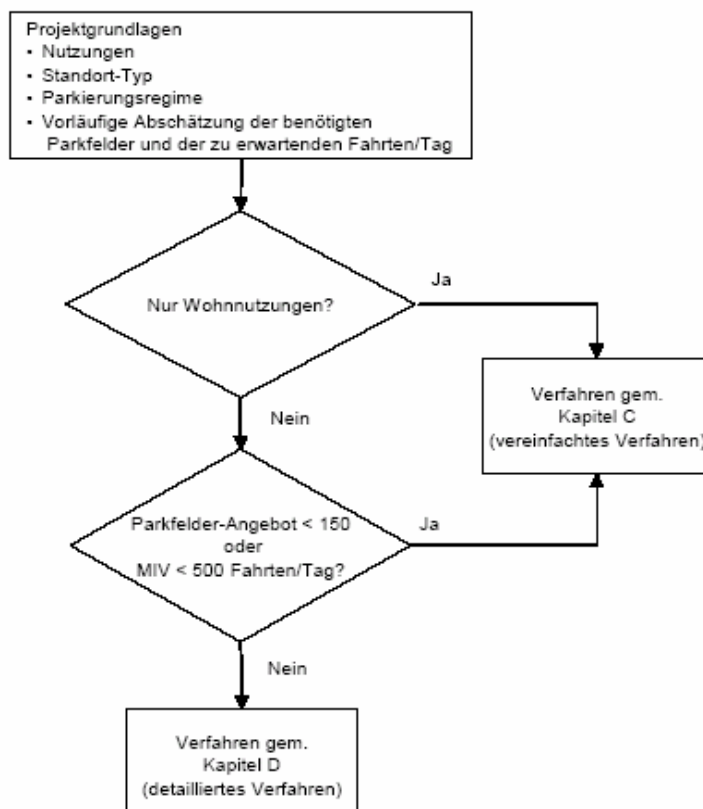 Projektgrundlagen
• Nutzungen
• Standort-Typ
• Parkierungsregime
• Vorläufige Abschätzung der benötigten
Parkfelder und der zu erwartenden Fahrten/Tag
Nur Wohnnutzungen?
Ja
Nein
Verfahren gem.
Kapitel C
(vereinfachtes Verfahren)
Parkfelder-Angebot < 150
oder
MIV < 500 Fahrten/Tag?
Ja
Nein
Verfahren gem.
Kapitel D
(detailliertes Verfahren)